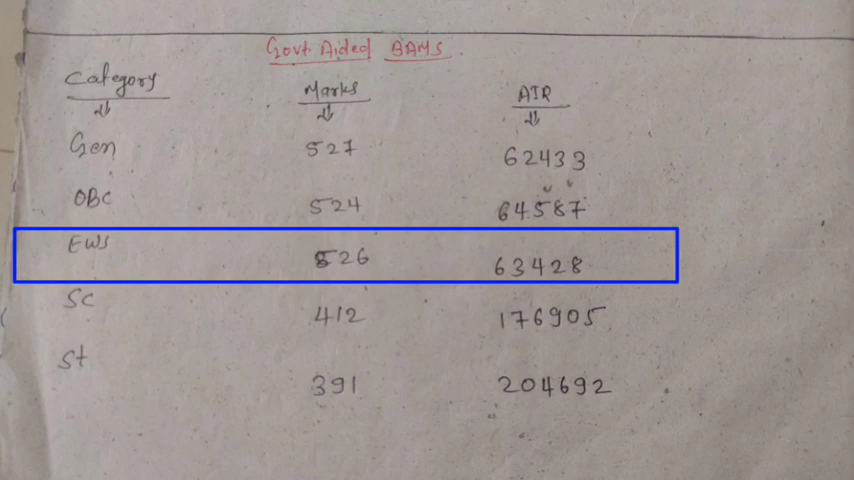 Govt Aided BAMS
Category Marks AIR
Gen 527 62433
OBC 524 64587
EWS 526 63428
SC 412 176905
St 391 204692